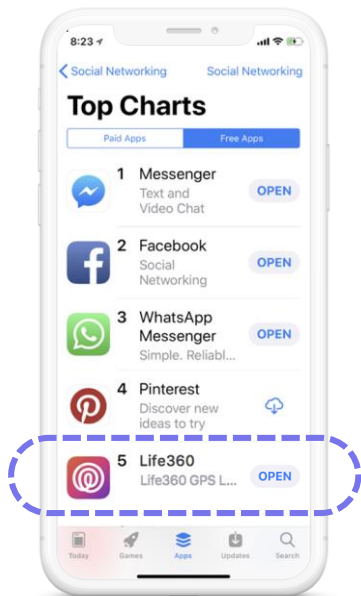 8:23
Social Networking Social Networking
Top Charts
Paid Apps Free Apps
1 Messenger
Text and
Video Chat
OPEN
2 Facebook
Social
Networking
OPEN
3 WhatsApp
Messenger
Simple. Reliabl...
OPEN
4 Pinterest
Discover new
ideas to try
5 Life360
Life360 GPS L...
OPEN
Today Games Apps Updates Search